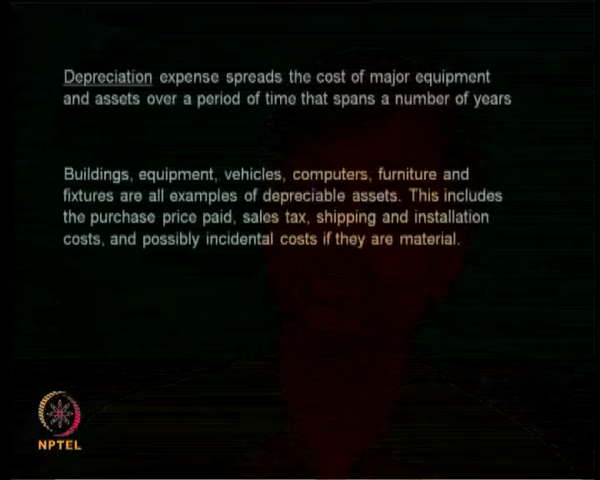 Depreciation expense spreads the cost of major equipment
and assets over a period of time that spans a number of years
Buildings, equipment, vehicles, computers, furniture and
fixtures are all examples of depreciable assets. This includes
the purchase price paid, sales tax, shipping and installation
costs, and possibly incidental costs if they are material.
NPTEL